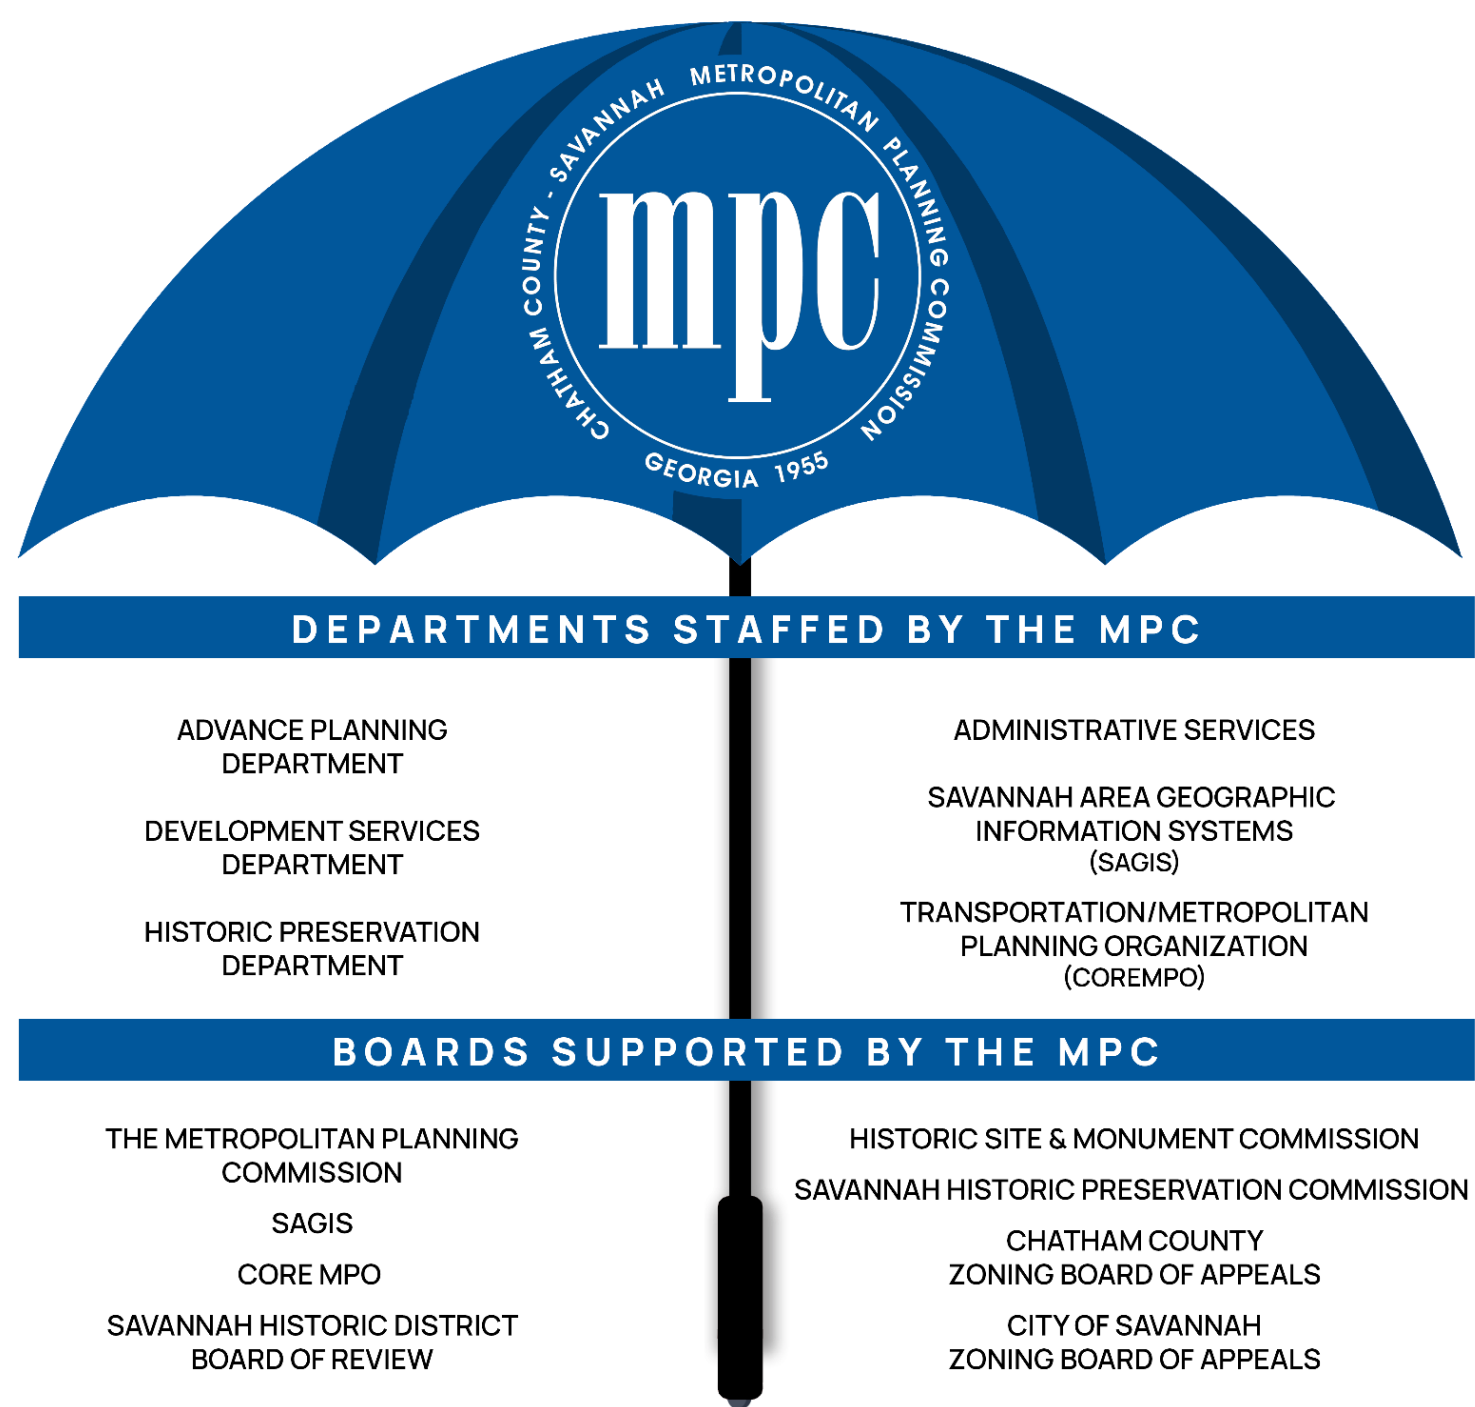 CHATHAM COUNTY - SAVANNAH METROPOLITAN PLANNING COMMISSION
mpc
GEORGIA 1955
DEPARTMENTS STAFFED BY THE MPC
ADVANCE PLANNING
DEPARTMENT
DEVELOPMENT SERVICES
DEPARTMENT
HISTORIC PRESERVATION
DEPARTMENT
ADMINISTRATIVE SERVICES
SAVANNAH AREA GEOGRAPHIC
INFORMATION SYSTEMS
(SAGIS)
TRANSPORTATION/METROPOLITAN
PLANNING ORGANIZATION
(COREMPO)
BOARDS SUPPORTED BY THE MPC
THE METROPOLITAN PLANNING
COMMISSION
SAGIS
CORE MPO
SAVANNAH HISTORIC DISTRICT
BOARD OF REVIEW
HISTORIC SITE & MONUMENT COMMISSION
SAVANNAH HISTORIC PRESERVATION COMMISSION
CHATHAM COUNTY
ZONING BOARD OF APPEALS
CITY OF SAVANNAH
ZONING BOARD OF APPEALS